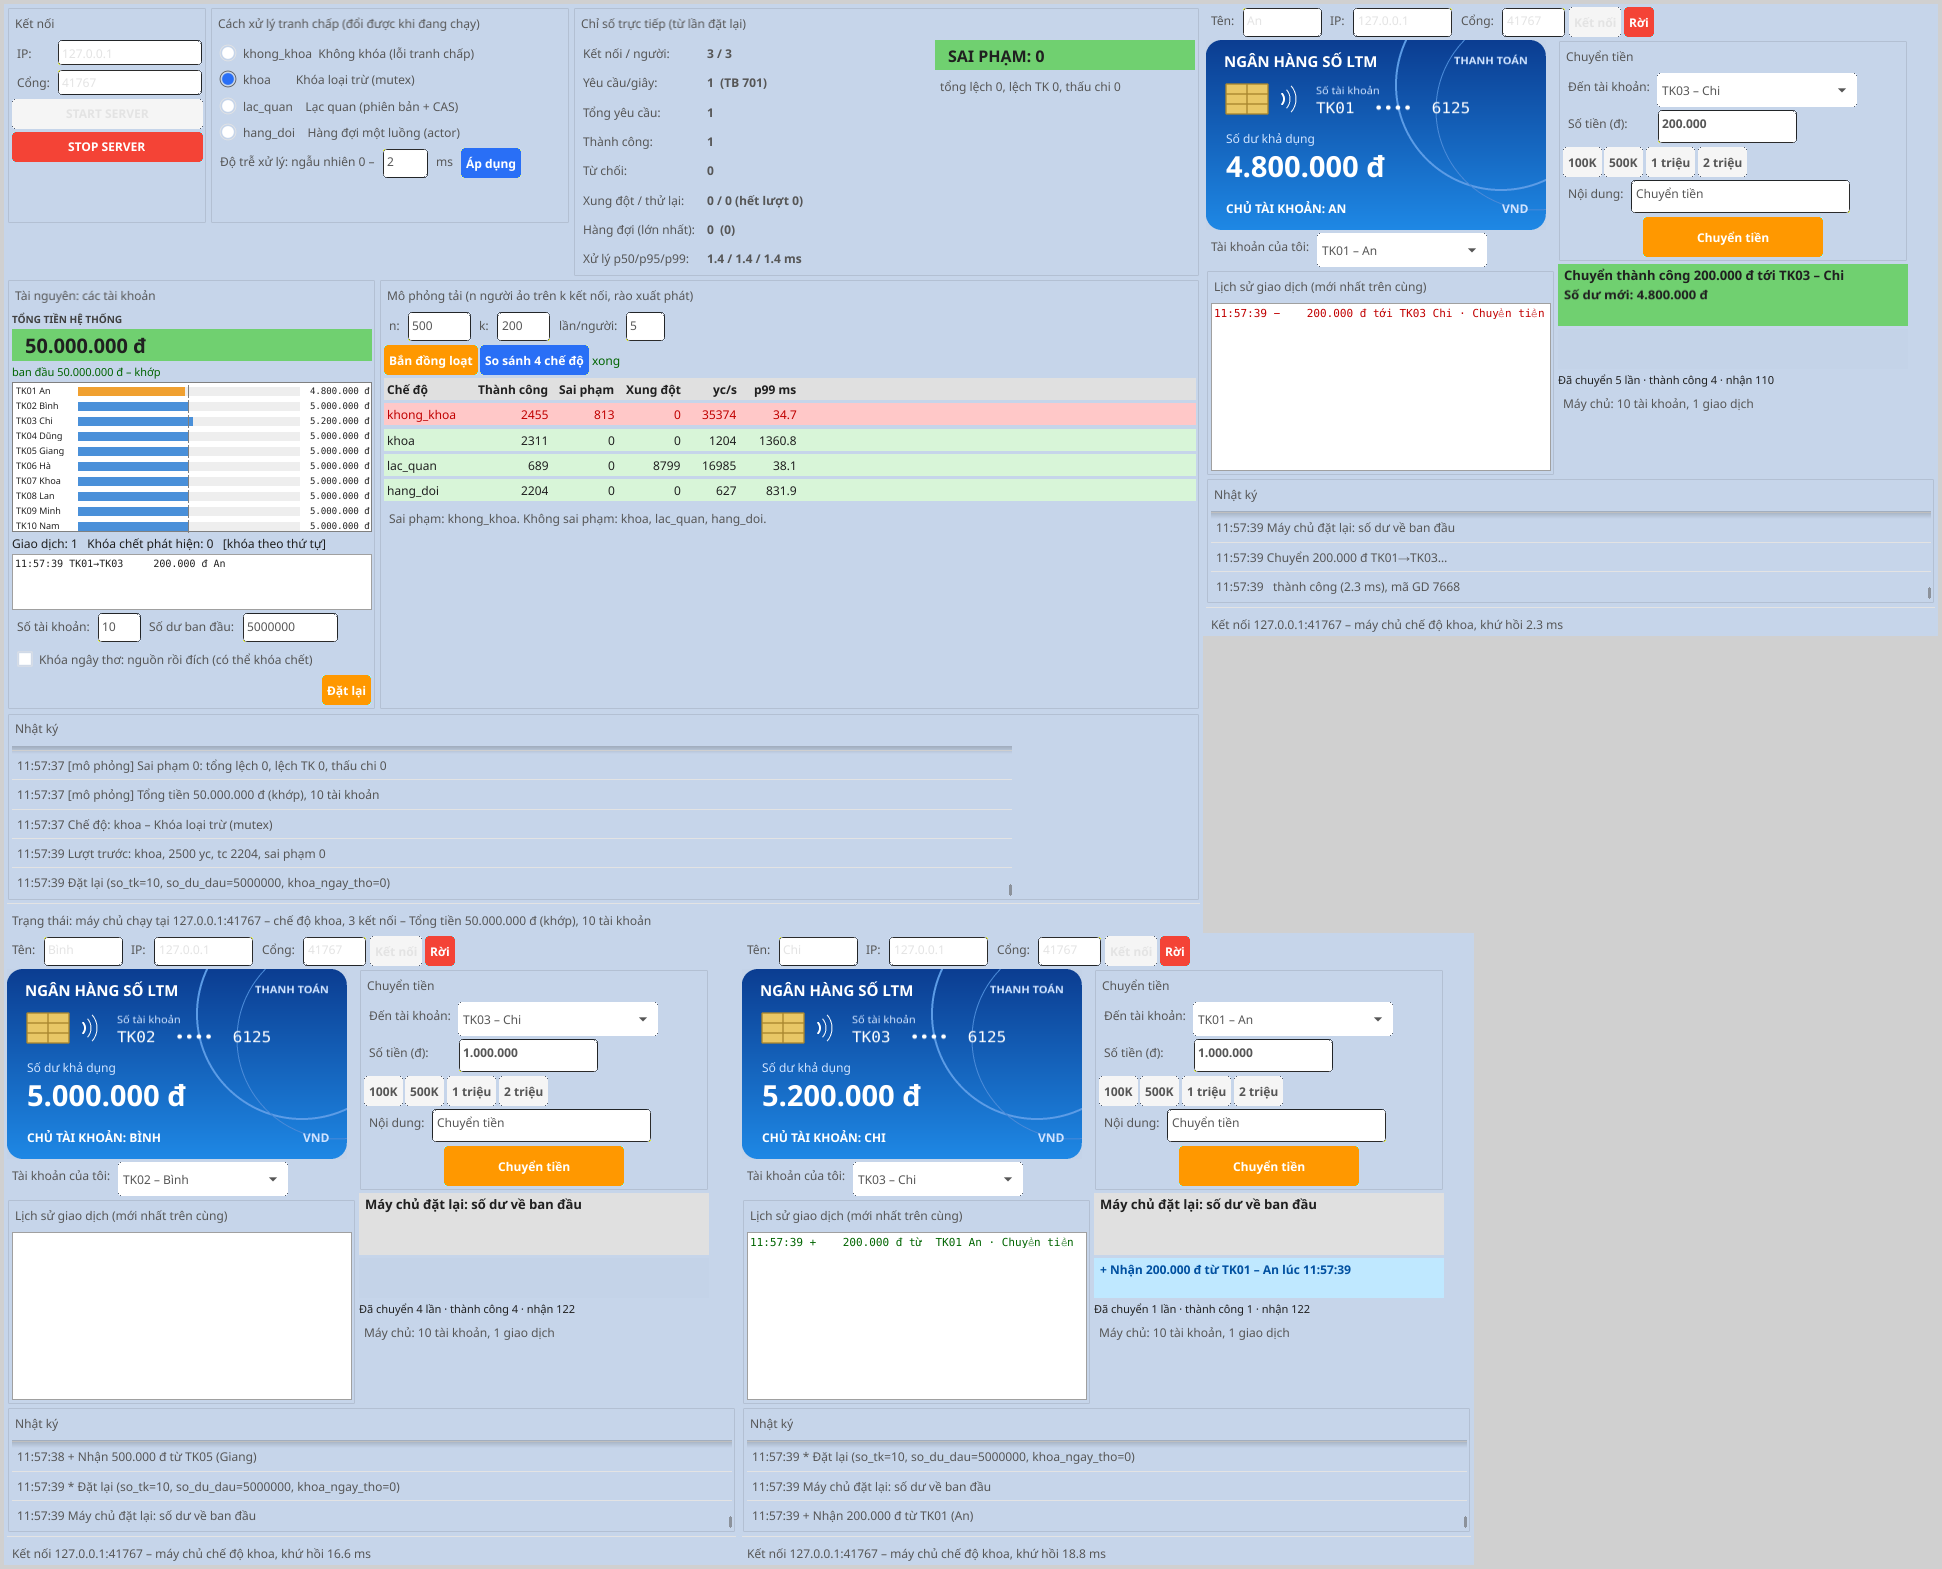 Kết nối
IP: 127.0.0.1
Cổng: 41767
START SERVER
STOP SERVER
Cách xử lý tranh chấp (đổi được khi đang chạy)
khong_khoa Không khóa (lỗi tranh chấp)
khoa Khóa loại trừ (mutex)
lac_quan Lạc quan (phiên bản + CAS)
hang_doi Hàng đợi một luồng (actor)
Độ trễ xử lý: ngẫu nhiên 0 – 2 ms Áp dụng
Chỉ số trực tiếp (từ lần đặt lại)
Kết nối / người: 3 / 3
Yêu cầu/giây: 1 (TB 701)
Tổng yêu cầu: 1
Thành công: 1
Từ chối: 0
Xung đột / thử lại: 0 / 0 (hết lượt 0)
Hàng đợi (lớn nhất): 0 (0)
Xử lý p50/p95/p99: 1.4 / 1.4 / 1.4 ms
SAI PHẠM: 0
tổng lệch 0, lệch TK 0, thấu chi 0
Tài nguyên: các tài khoản
TỔNG TIỀN HỆ THỐNG
50.000.000 đ
ban đầu 50.000.000 đ – khớp
TK01 An 4.800.000 đ
TK02 Bình 5.000.000 đ
TK03 Chi 5.200.000 đ
TK04 Dũng 5.000.000 đ
TK05 Giang 5.000.000 đ
TK06 Hà 5.000.000 đ
TK07 Khoa 5.000.000 đ
TK08 Lan 5.000.000 đ
TK09 Minh 5.000.000 đ
TK10 Nam 5.000.000 đ
Giao dịch: 1 Khóa chết phát hiện: 0 [khóa theo thứ tự]
11:57:39 TK01→TK03 200.000 đ An
Số tài khoản: 10 Số dư ban đầu: 5000000
Khóa ngây thơ: nguồn rồi đích (có thể khóa chết)
Đặt lại
Mô phỏng tải (n người ảo trên k kết nối, rào xuất phát)
n: 500 k: 200 lần/người: 5
Bắn đồng loạt So sánh 4 chế độ xong
Chế độ Thành công Sai phạm Xung đột yc/s p99 ms
khong_khoa 2455 813 0 35374 34.7
khoa 2311 0 0 1204 1360.8
lac_quan 689 0 8799 16985 38.1
hang_doi 2204 0 0 627 831.9
Sai phạm: khong_khoa. Không sai phạm: khoa, lac_quan, hang_doi.
Nhật ký
11:57:37 [mô phỏng] Sai phạm 0: tổng lệch 0, lệch TK 0, thấu chi 0
11:57:37 [mô phỏng] Tổng tiền 50.000.000 đ (khớp), 10 tài khoản
11:57:37 Chế độ: khoa – Khóa loại trừ (mutex)
11:57:39 Lượt trước: khoa, 2500 yc, tc 2204, sai phạm 0
11:57:39 Đặt lại (so_tk=10, so_du_dau=5000000, khoa_ngay_tho=0)
Trạng thái: máy chủ chạy tại 127.0.0.1:41767 – chế độ khoa, 3 kết nối – Tổng tiền 50.000.000 đ (khớp), 10 tài khoản
Tên: An IP: 127.0.0.1 Cổng: 41767 Kết nối Rời
NGÂN HÀNG SỐ LTM THANH TOÁN
Số tài khoản
TK01 •••• 6125
Số dư khả dụng
4.800.000 đ
CHỦ TÀI KHOẢN: AN VND
Tài khoản của tôi: TK01 – An
Lịch sử giao dịch (mới nhất trên cùng)
11:57:39 – 200.000 đ tới TK03 Chi · Chuyển tiền
Chuyển tiền
Đến tài khoản: TK03 – Chi
Số tiền (đ): 200.000
100K 500K 1 triệu 2 triệu
Nội dung: Chuyển tiền
Chuyển tiền
Chuyển thành công 200.000 đ tới TK03 – Chi
Số dư mới: 4.800.000 đ
Đã chuyển 5 lần · thành công 4 · nhận 110
Máy chủ: 10 tài khoản, 1 giao dịch
Nhật ký
11:57:39 Máy chủ đặt lại: số dư về ban đầu
11:57:39 Chuyển 200.000 đ TK01→TK03...
11:57:39 thành công (2.3 ms), mã GD 7668
Kết nối 127.0.0.1:41767 – máy chủ chế độ khoa, khứ hồi 2.3 ms
Tên: Bình IP: 127.0.0.1 Cổng: 41767 Kết nối Rời
NGÂN HÀNG SỐ LTM THANH TOÁN
Số tài khoản
TK02 •••• 6125
Số dư khả dụng
5.000.000 đ
CHỦ TÀI KHOẢN: BÌNH VND
Tài khoản của tôi: TK02 – Bình
Lịch sử giao dịch (mới nhất trên cùng)
Chuyển tiền
Đến tài khoản: TK03 – Chi
Số tiền (đ): 1.000.000
100K 500K 1 triệu 2 triệu
Nội dung: Chuyển tiền
Chuyển tiền
Máy chủ đặt lại: số dư về ban đầu
Đã chuyển 4 lần · thành công 4 · nhận 122
Máy chủ: 10 tài khoản, 1 giao dịch
Nhật ký
11:57:38 + Nhận 500.000 đ từ TK05 (Giang)
11:57:39 * Đặt lại (so_tk=10, so_du_dau=5000000, khoa_ngay_tho=0)
11:57:39 Máy chủ đặt lại: số dư về ban đầu
Kết nối 127.0.0.1:41767 – máy chủ chế độ khoa, khứ hồi 16.6 ms
Tên: Chi IP: 127.0.0.1 Cổng: 41767 Kết nối Rời
NGÂN HÀNG SỐ LTM THANH TOÁN
Số tài khoản
TK03 •••• 6125
Số dư khả dụng
5.200.000 đ
CHỦ TÀI KHOẢN: CHI VND
Tài khoản của tôi: TK03 – Chi
Lịch sử giao dịch (mới nhất trên cùng)
11:57:39 + 200.000 đ từ TK01 An · Chuyển tiền
Chuyển tiền
Đến tài khoản: TK01 – An
Số tiền (đ): 1.000.000
100K 500K 1 triệu 2 triệu
Nội dung: Chuyển tiền
Chuyển tiền
Máy chủ đặt lại: số dư về ban đầu
+ Nhận 200.000 đ từ TK01 – An lúc 11:57:39
Đã chuyển 1 lần · thành công 1 · nhận 122
Máy chủ: 10 tài khoản, 1 giao dịch
Nhật ký
11:57:39 * Đặt lại (so_tk=10, so_du_dau=5000000, khoa_ngay_tho=0)
11:57:39 Máy chủ đặt lại: số dư về ban đầu
11:57:39 + Nhận 200.000 đ từ TK01 (An)
Kết nối 127.0.0.1:41767 – máy chủ chế độ khoa, khứ hồi 18.8 ms